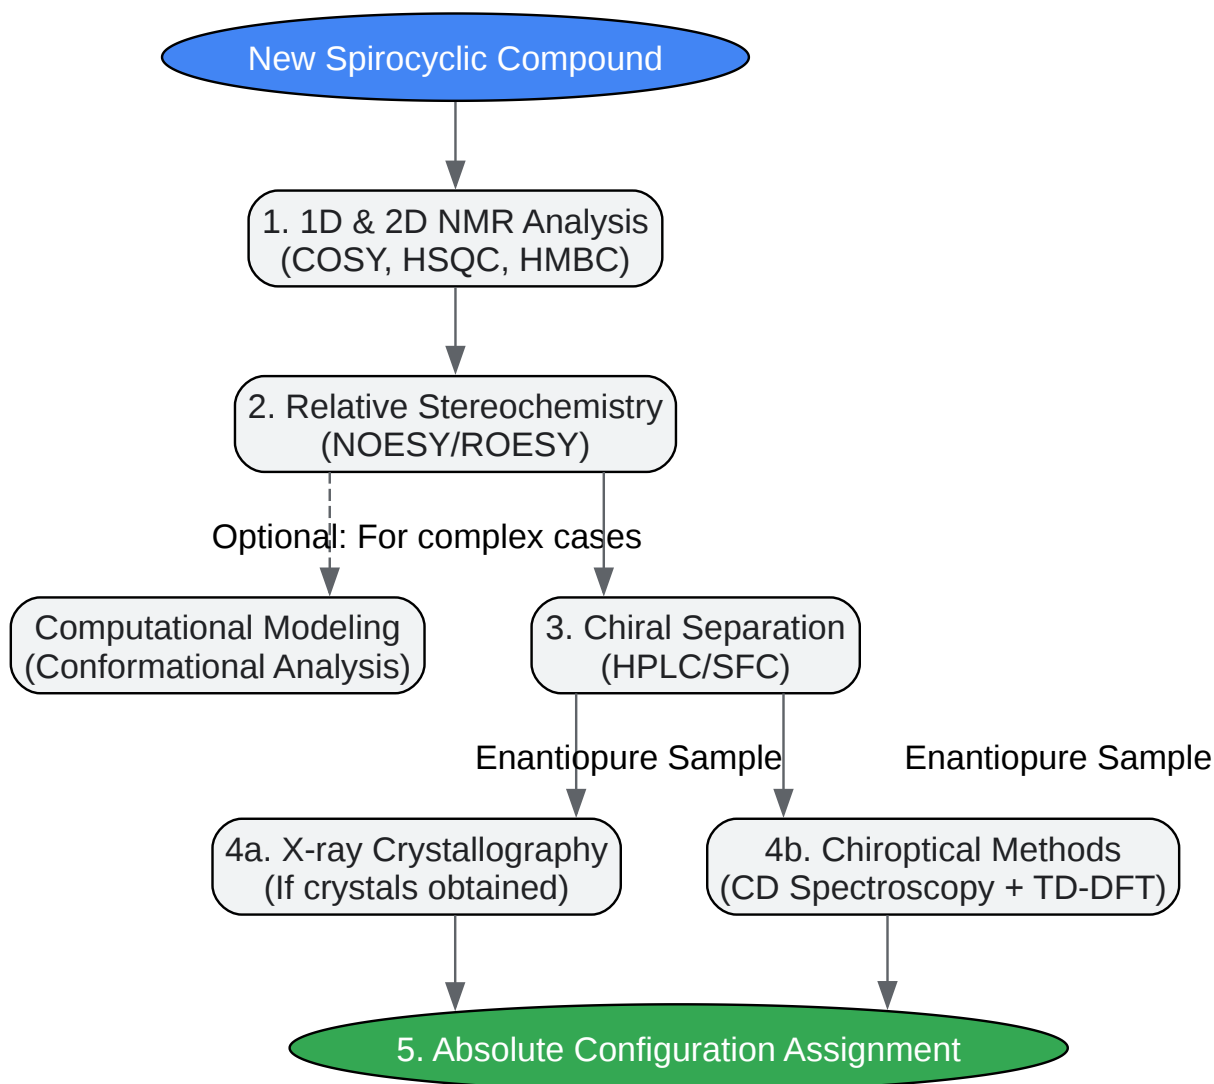 New Spirocyclic Compound
1. 1D & 2D NMR Analysis
(COSY, HSQC, HMBC)
2. Relative Stereochemistry
(NOESY/ROESY)
Optional: For complex cases
Computational Modeling
(Conformational Analysis)
3. Chiral Separation
(HPLC/SFC)
Enantiopure Sample
Enantiopure Sample
4a. X-ray Crystallography
(If crystals obtained)
4b. Chiroptical Methods
(CD Spectroscopy + TD-DFT)
5. Absolute Configuration Assignment